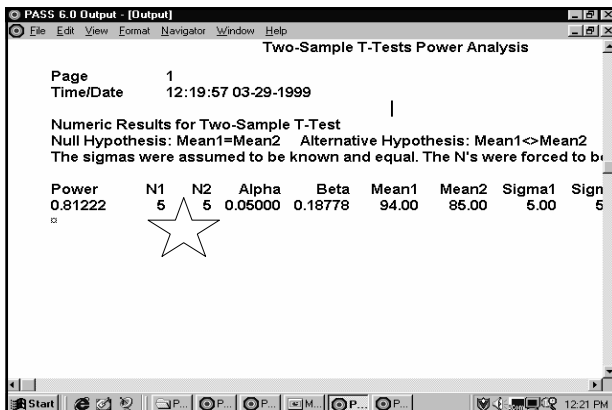 PASS 6.0 Output - [Output]
File Edit View Format Navigator Window Help
Two-Sample T-Tests Power Analysis
Page 1
Time/Date 12:19:57 03-29-1999
Numeric Results for Two-Sample T-Test
Null Hypothesis: Mean1=Mean2 Alternative Hypothesis: Mean1<>Mean2
The sigmas were assumed to be known and equal. The N's were forced to be
Power N1 N2 Alpha Beta Mean1 Mean2 Sigma1 Sign
0.81222 5 5 0.05000 0.18778 94.00 85.00 5.00 5
Start P... P... P... M... P... P... 12:21 PM